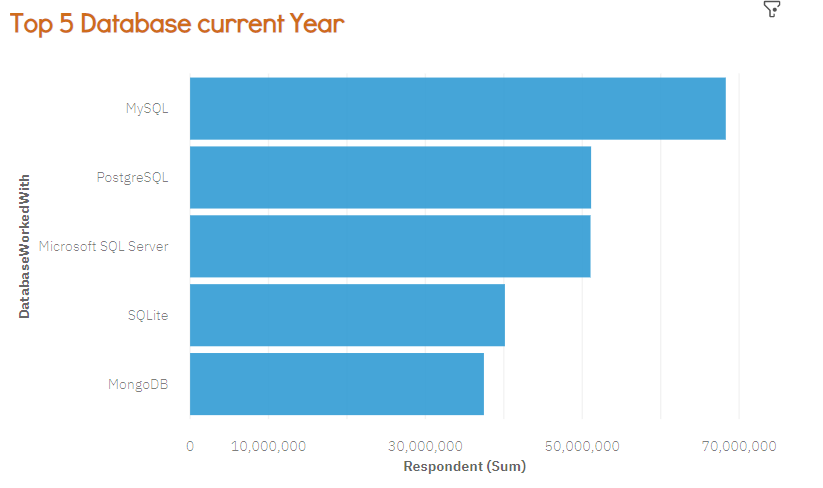 Top 5 Database current Year
DatabaseWorkedWith
MySQL
PostgreSQL
Microsoft SQL Server
SQLite
MongoDB
0 10,000,000 30,000,000 50,000,000 70,000,000
Respondent (Sum)